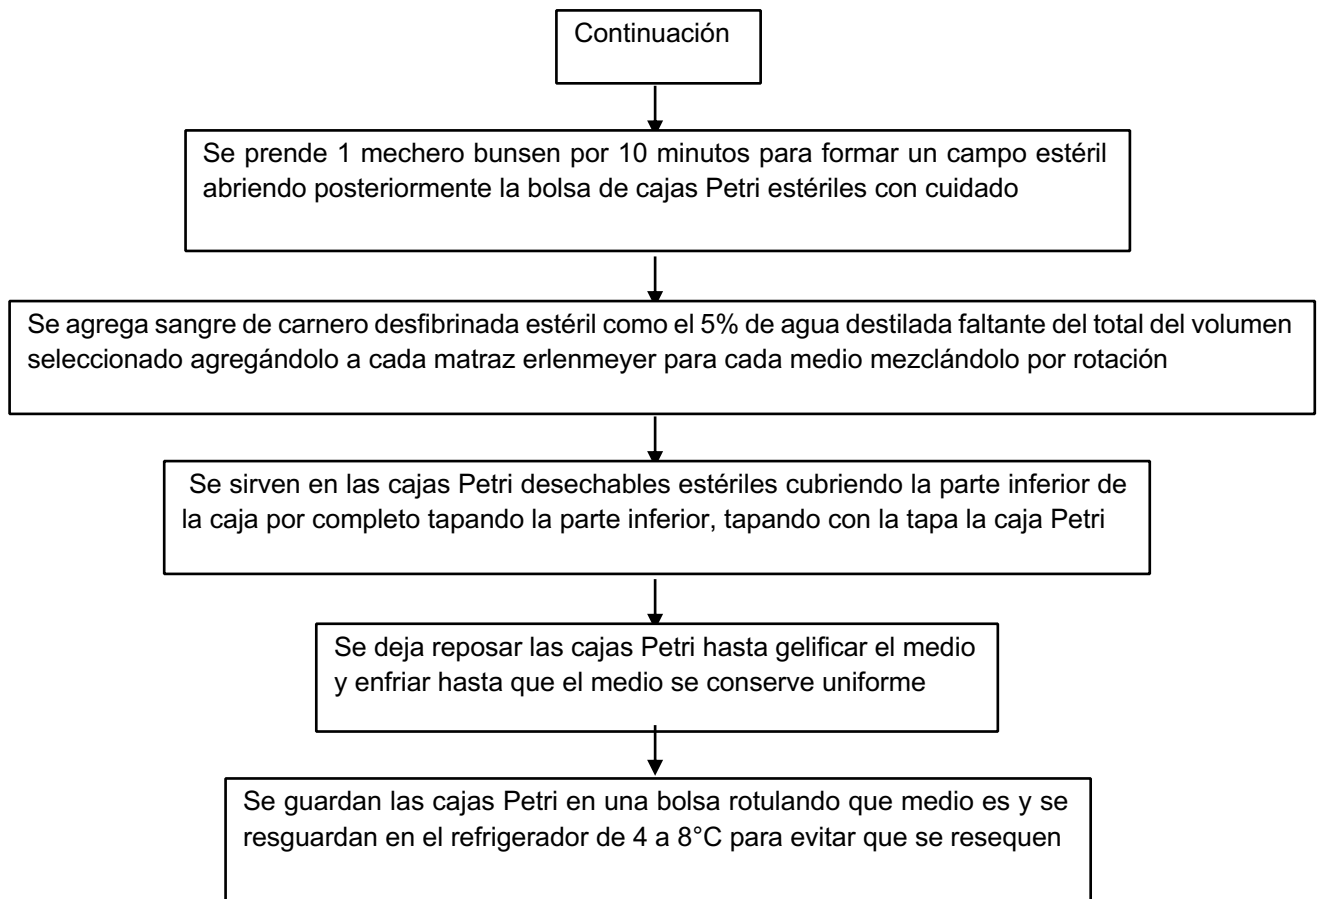 Continuación
Se prende 1 mechero bunsen por 10 minutos para formar un campo estéril
abriendo posteriormente la bolsa de cajas Petri estériles con cuidado
Se agrega sangre de carnero desfibrinada estéril como el 5% de agua destilada faltante del total del volumen
seleccionado agregándolo a cada matraz erlenmeyer para cada medio mezclándolo por rotación
Se sirven en las cajas Petri desechables estériles cubriendo la parte inferior de
la caja por completo tapando la parte inferior, tapando con la tapa la caja Petri
Se deja reposar las cajas Petri hasta gelificar el medio
y enfriar hasta que el medio se conserve uniforme
Se guardan las cajas Petri en una bolsa rotulando que medio es y se
resguardan en el refrigerador de 4 a 8°C para evitar que se resequen